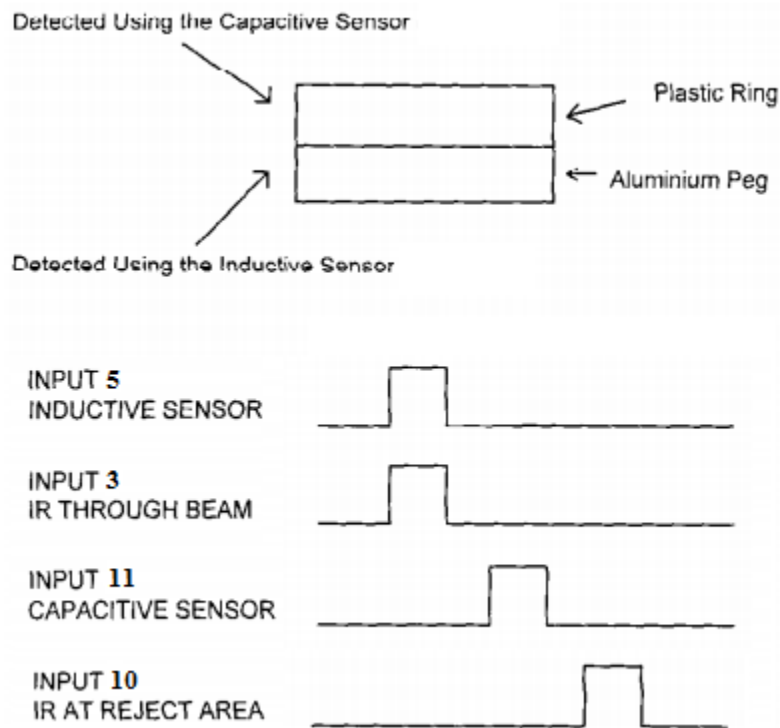 Detected Using the Capacitive Sensor
Plastic Ring
Aluminium Peg
Detected Using the Inductive Sensor
INPUT 5
INDUCTIVE SENSOR
INPUT 3
IR THROUGH BEAM
INPUT 11
CAPACITIVE SENSOR
INPUT 10
IR AT REJECT AREA